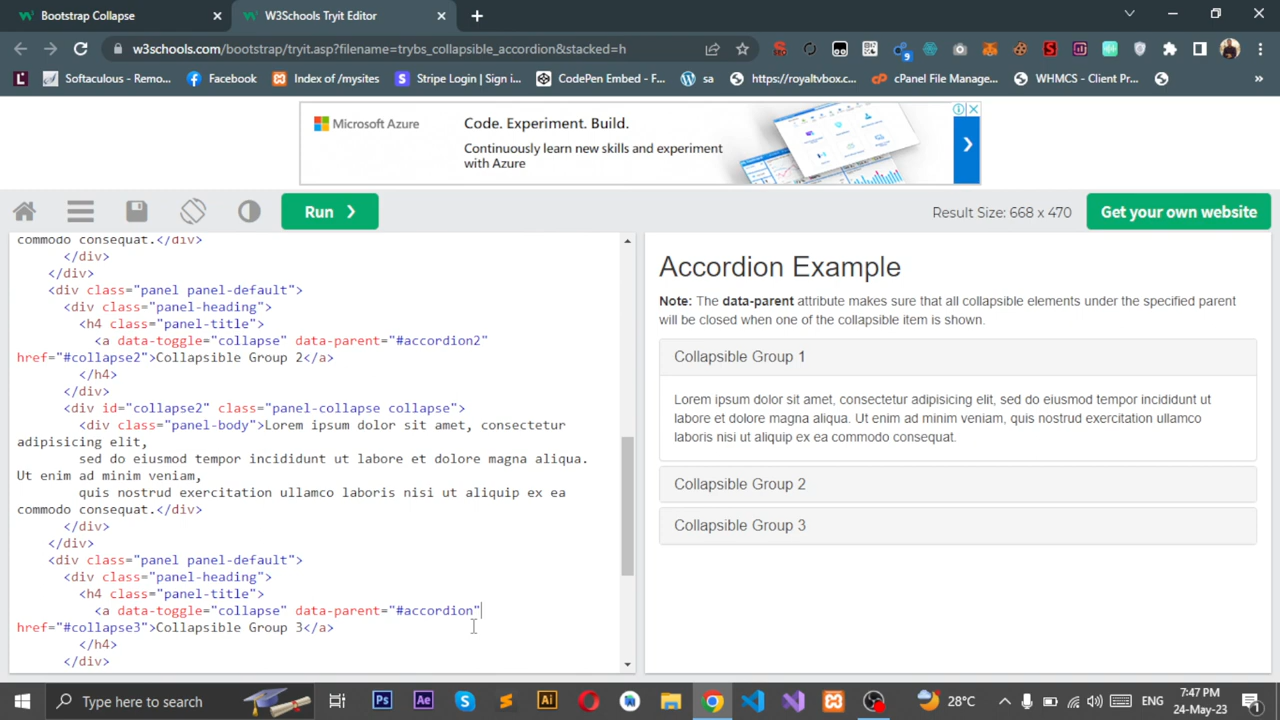 Bootstrap Collapse
W3Schools Tryit Editor
w3schools.com/bootstrap/tryit.asp?filename=trybs_collapsible_accordion&stacked=h
Softaculous - Remo...
Facebook
Index of /mysites
Stripe Login | Sign i...
CodePen Embed - F...
sa
https://royaltvbox.c...
cPanel File Manage...
WHMCS - Client Pr...
»
Microsoft Azure
Code. Experiment. Build.
Continuously learn new skills and experiment
with Azure
Run ❯
Result Size: 668 x 470
Get your own website
commodo consequat.</div>
</div>
</div>
<div class="panel panel-default">
<div class="panel-heading">
<h4 class="panel-title">
<a data-toggle="collapse" data-parent="#accordion2"
href="#collapse2">Collapsible Group 2</a>
</h4>
</div>
<div id="collapse2" class="panel-collapse collapse">
<div class="panel-body">Lorem ipsum dolor sit amet, consectetur
adipisicing elit,
sed do eiusmod tempor incididunt ut labore et dolore magna aliqua.
Ut enim ad minim veniam,
quis nostrud exercitation ullamco laboris nisi ut aliquip ex ea
commodo consequat.</div>
</div>
</div>
<div class="panel panel-default">
<div class="panel-heading">
<h4 class="panel-title">
<a data-toggle="collapse" data-parent="#accordion"
href="#collapse3">Collapsible Group 3</a>
</h4>
</div>
Accordion Example
Note: The data-parent attribute makes sure that all collapsible elements under the specified parent
will be closed when one of the collapsible item is shown.
Collapsible Group 1
Lorem ipsum dolor sit amet, consectetur adipisicing elit, sed do eiusmod tempor incididunt ut
labore et dolore magna aliqua. Ut enim ad minim veniam, quis nostrud exercitation ullamco
laboris nisi ut aliquip ex ea commodo consequat.
Collapsible Group 2
Collapsible Group 3
Type here to search
Ps
Ae
Ai
28°C
ENG
7:47 PM
24-May-23
1